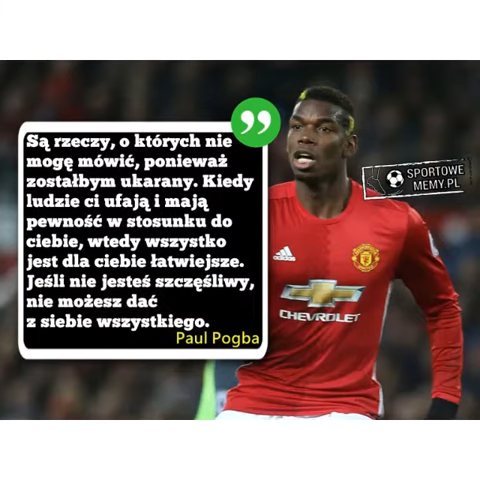 Są rzeczy, o których nie
mogę mówić, ponieważ
zostałbym ukarany. Kiedy
ludzie ci ufają i mają
pewność w stosunku do
ciebie, wtedy wszystko
jest dla ciebie łatwiejsze.
Jeśli nie jesteś szczęśliwy,
nie możesz dać
z siebie wszystkiego.
Paul Pogba
SPORTOWE
MEMY.PL
adidas
CHEVROLET